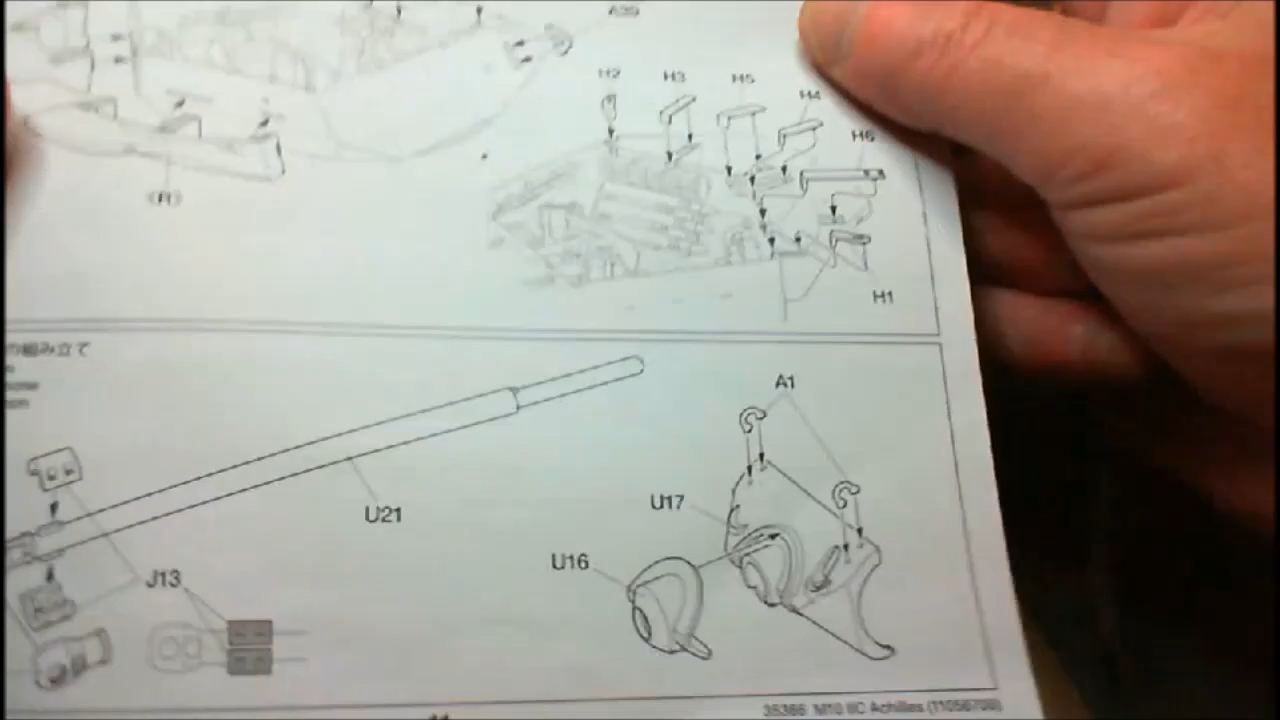 A39
H2 H3 H5
H4
H6
(A)
H1
の組み立て
A1
U17
U21
U16
J13
35366 M10 IIC Achilles (11056700)